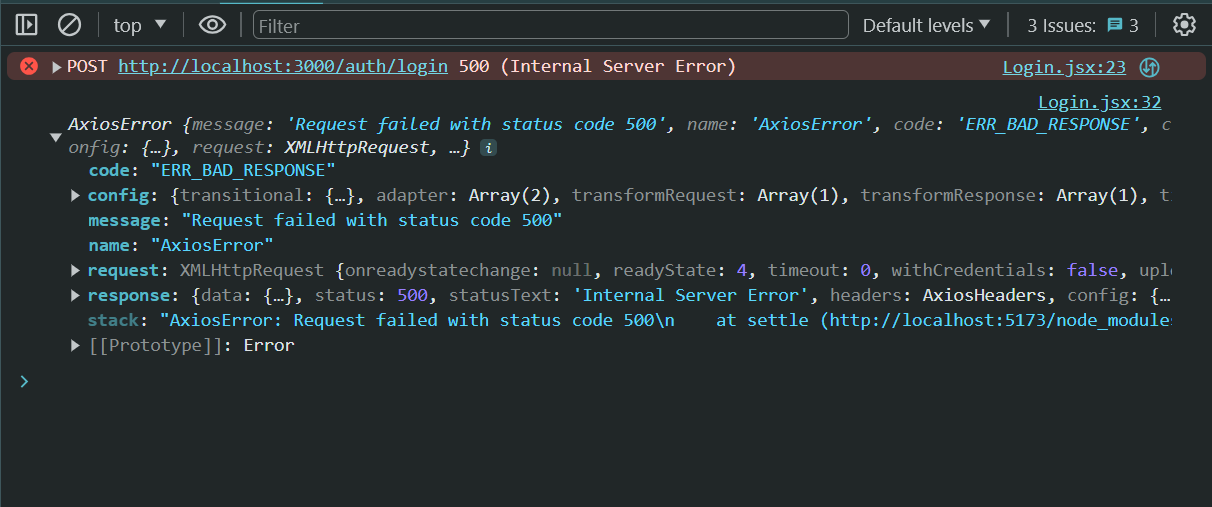 top ▼ Filter Default levels ▼ 3 Issues: 3
▶POST http://localhost:3000/auth/login 500 (Internal Server Error) Login.jsx:23
Login.jsx:32
AxiosError {message: 'Request failed with status code 500', name: 'AxiosError', code: 'ERR_BAD_RESPONSE', c
onfig: {…}, request: XMLHttpRequest, …} i
code: "ERR_BAD_RESPONSE"
▶ config: {transitional: {…}, adapter: Array(2), transformRequest: Array(1), transformResponse: Array(1), ti
message: "Request failed with status code 500"
name: "AxiosError"
▶ request: XMLHttpRequest {onreadystatechange: null, readyState: 4, timeout: 0, withCredentials: false, uplo
▶ response: {data: {…}, status: 500, statusText: 'Internal Server Error', headers: AxiosHeaders, config: {…
stack: "AxiosError: Request failed with status code 500\n    at settle (http://localhost:5173/node_modules
▶ [[Prototype]]: Error
>